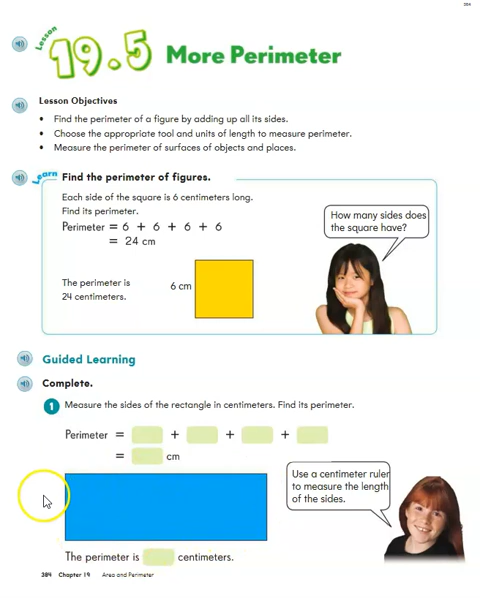 384
Lesson
19.5 More Perimeter
Lesson Objectives
• Find the perimeter of a figure by adding up all its sides.
• Choose the appropriate tool and units of length to measure perimeter.
• Measure the perimeter of surfaces of objects and places.
Learn
Find the perimeter of figures.
Each side of the square is 6 centimeters long.
Find its perimeter.
Perimeter = 6 + 6 + 6 + 6
= 24 cm
How many sides does
the square have?
The perimeter is
24 centimeters.
6 cm
Guided Learning
Complete.
1 Measure the sides of the rectangle in centimeters. Find its perimeter.
Perimeter = + + +
= cm
Use a centimeter ruler
to measure the length
of the sides.
The perimeter is centimeters.
384 Chapter 19 Area and Perimeter